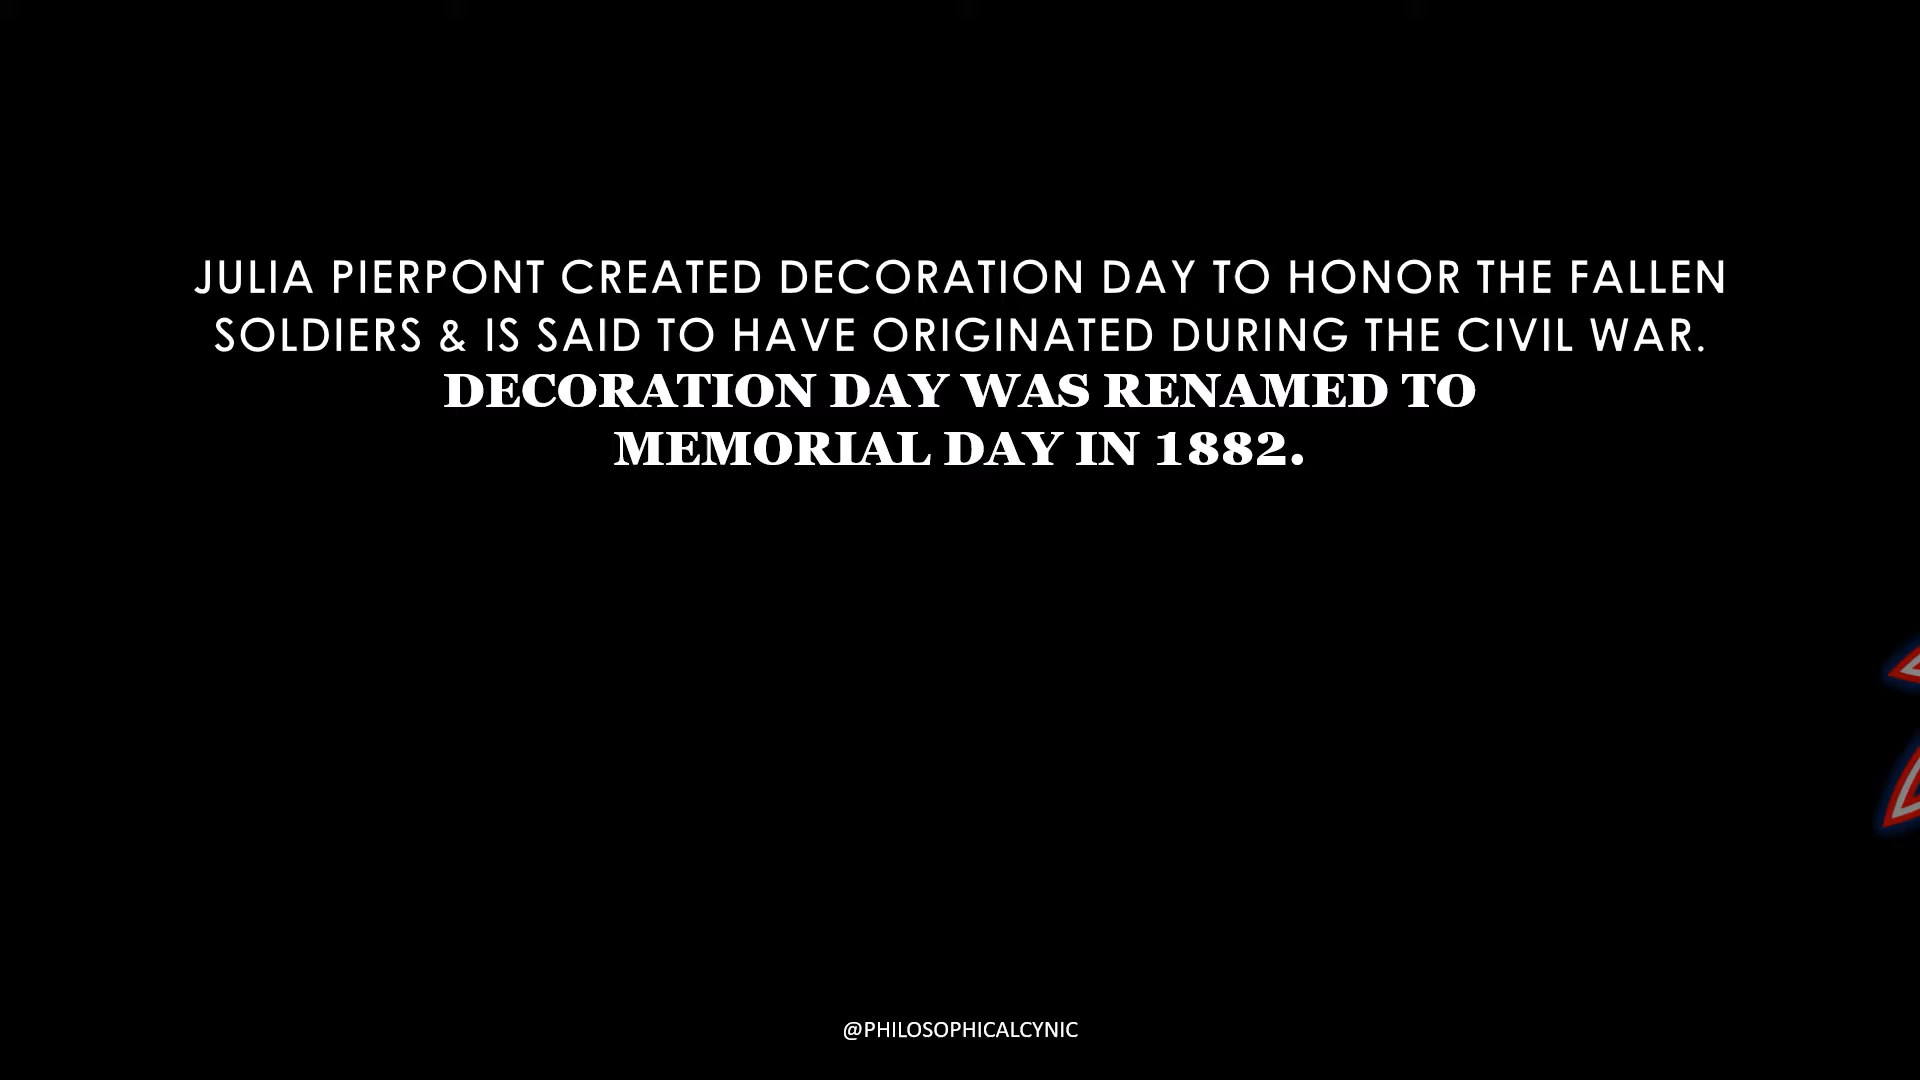 JULIA PIERPONT CREATED DECORATION DAY TO HONOR THE FALLEN
SOLDIERS & IS SAID TO HAVE ORIGINATED DURING THE CIVIL WAR.
DECORATION DAY WAS RENAMED TO
MEMORIAL DAY IN 1882.
@PHILOSOPHICALCYNIC